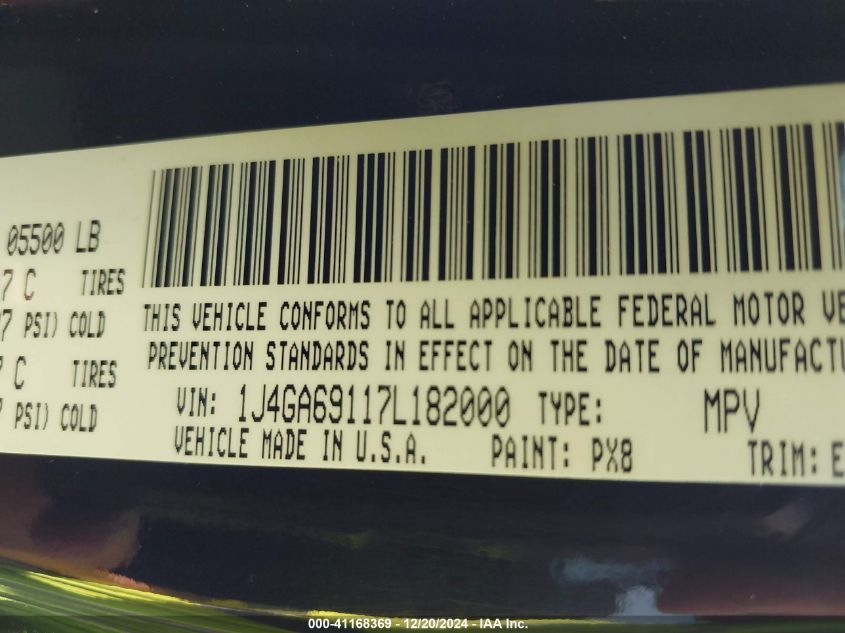 05500 LB
7 C TIRES
7 PSI) COLD
C TIRES
PSI) COLD
THIS VEHICLE CONFORMS TO ALL APPLICABLE FEDERAL MOTOR VE
PREVENTION STANDARDS IN EFFECT ON THE DATE OF MANUFACTU
VIN: 1J4GA69117L182000 TYPE: MPV
VEHICLE MADE IN U.S.A. PAINT: PX8 TRIM: E
000-41168369 - 12/20/2024 - IAA Inc.